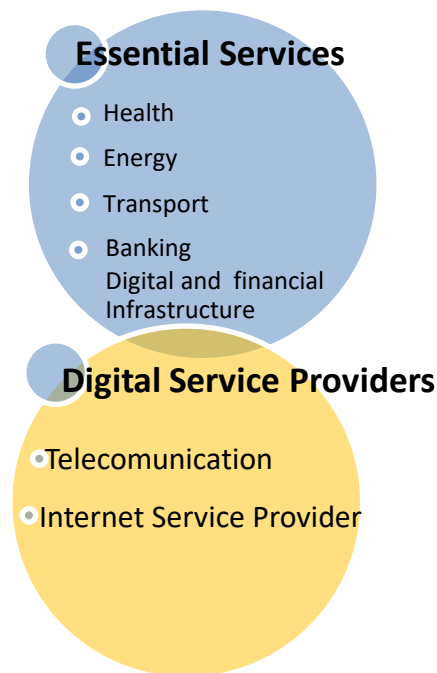 Essential Services
Health
Energy
Transport
Banking
Digital and financial
Infrastructure
Digital Service Providers
Telecomunication
Internet Service Provider